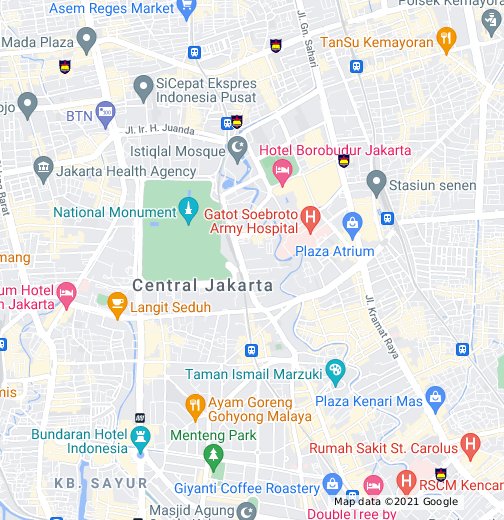 Asem Reges Market
Polsek Kemayoran
Mada Plaza
TanSu Kemayoran
Jl. Gn. Sahari
SiCepat Ekspres
Indonesia Pusat
ojo
BTN
Jl. Ir. H. Juanda
Istiqlal Mosque
Hotel Borobudur Jakarta
Jakarta Health Agency
Stasiun senen
National Monument
Gatot Soebroto
Army Hospital
Plaza Atrium
mang
Central Jakarta
um Hotel
n Jakarta
Langit Seduh
Jl. Kramat Raya
Taman Ismail Marzuki
mis
Ayam Goreng
Gohyong Malaya
Plaza Kenari Mas
Bundaran Hotel
Indonesia
Menteng Park
Rumah Sakit St. Carolus
KB. SAYUR
Giyanti Coffee Roastery
RSCM Kencan
Map data ©2021 Google
Masjid Agung
DoubleTree by